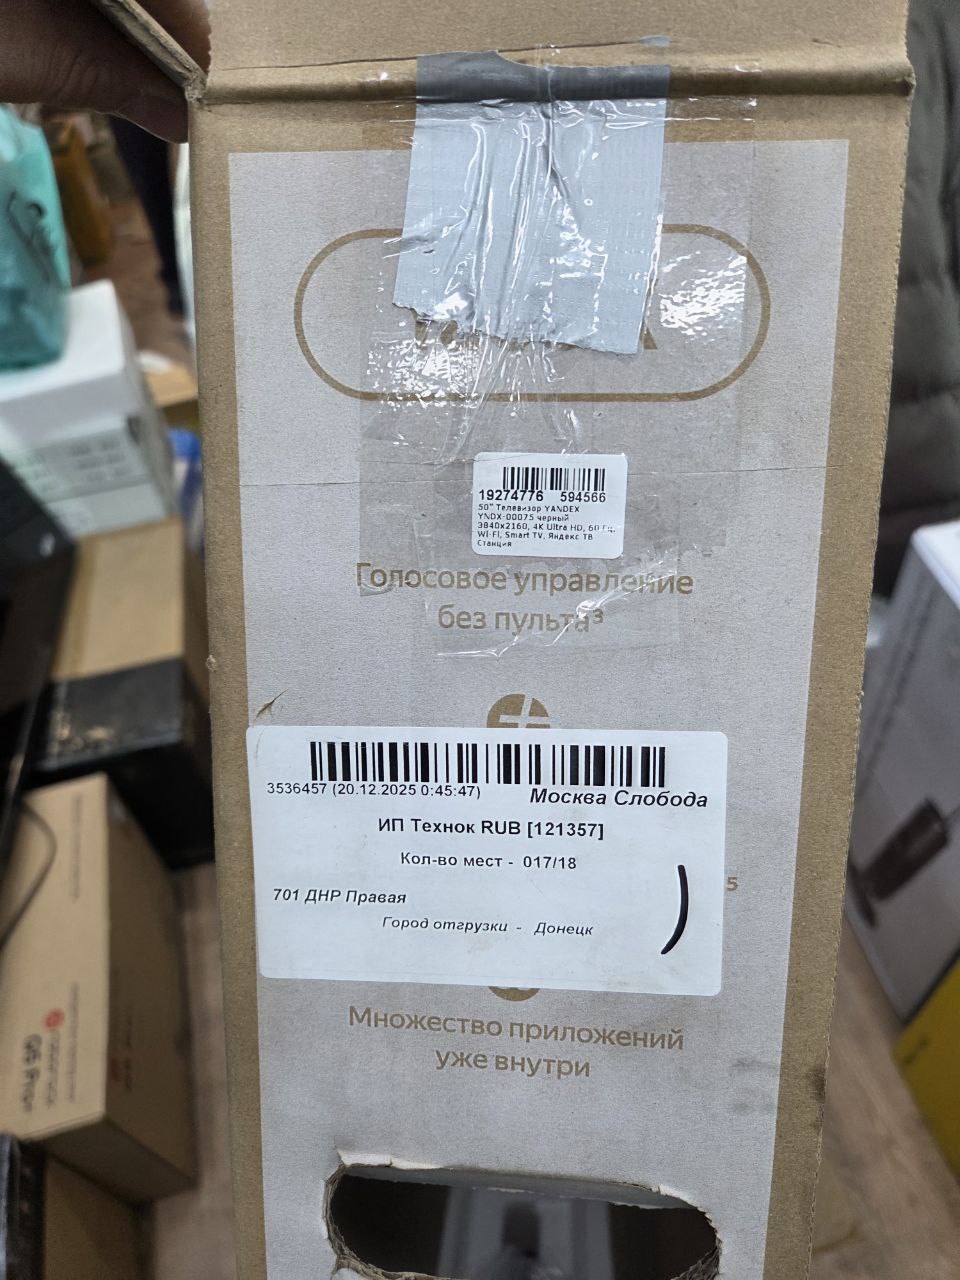 19274776 594566
50" Телевизор YANDEX
YNDX-00075 черный
3840x2160, 4K Ultra HD, 60 Гц,
Wi-Fi, Smart TV, Яндекс ТВ
Станция
Голосовое управление
без пульта³
3536457 (20.12.2025 0:45:47) Москва Слобода
ИП Технок RUB [121357]
Кол-во мест - 017/18
5
701 ДНР Правая
Город отгрузки - Донецк
Множество приложений
уже внутри